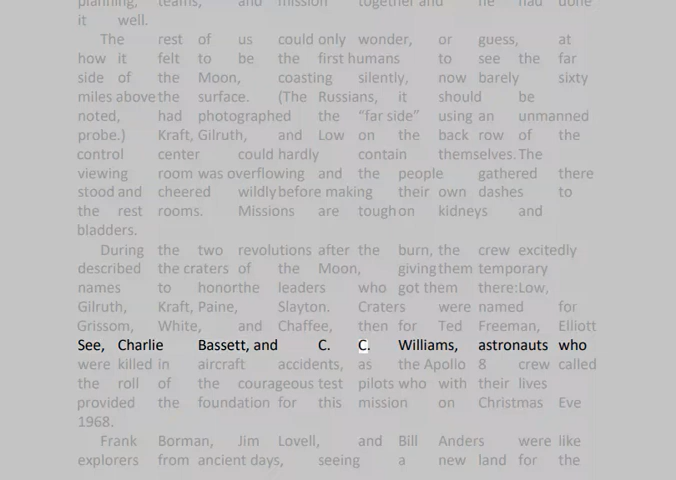 planning, teams, and mission together and he had done
it well.
The rest of us could only wonder, or guess, at
how it felt to be the first humans to see the far
side of the Moon, coasting silently, now barely sixty
miles above the surface. (The Russians, it should be
noted, had photographed the “far side” using an unmanned
probe.) Kraft, Gilruth, and Low on the back row of the
control center could hardly contain themselves. The
viewing room was overflowing and the people gathered there
stood and cheered wildly before making their own dashes to
the rest rooms. Missions are tough on kidneys and
bladders.
During the two revolutions after the burn, the crew excitedly
described the craters of the Moon, giving them temporary
names to honor the leaders who got them there: Low,
Gilruth, Kraft, Paine, Slayton. Craters were named for
Grissom, White, and Chaffee, then for Ted Freeman, Elliott
See, Charlie Bassett, and C. C. Williams, astronauts who
were killed in aircraft accidents, as the Apollo 8 crew called
the roll of the courageous test pilots who with their lives
provided the foundation for this mission on Christmas Eve
1968.
Frank Borman, Jim Lovell, and Bill Anders were like
explorers from ancient days, seeing a new land for the